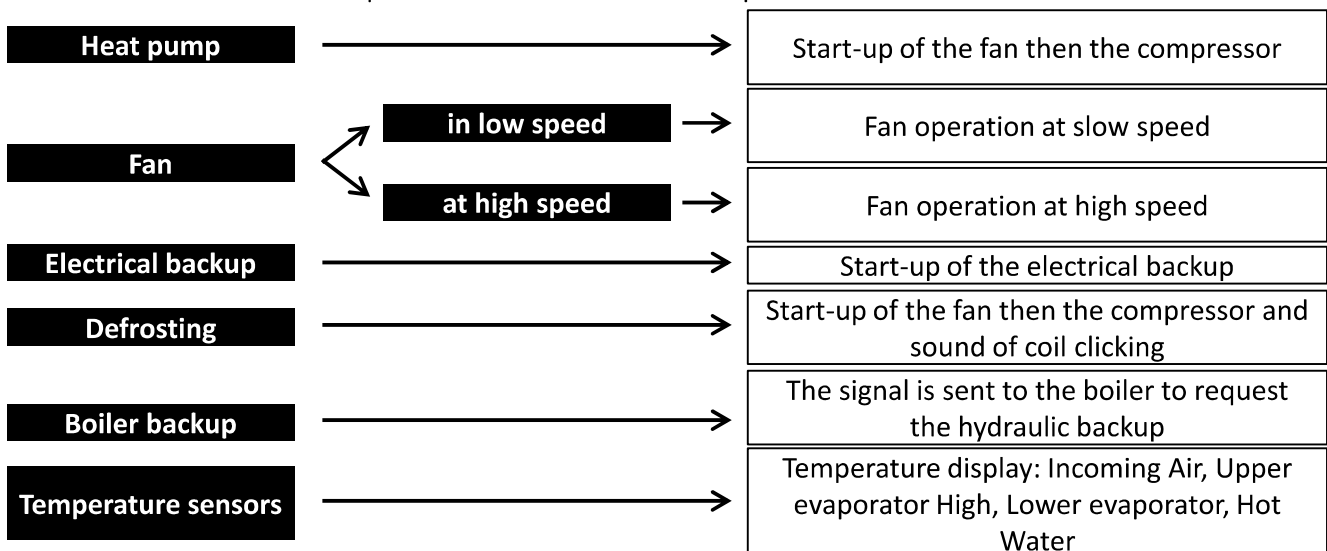 Heat pump
Start-up of the fan then the compressor
in low speed
Fan operation at slow speed
Fan
at high speed
Fan operation at high speed
Electrical backup
Start-up of the electrical backup
Defrosting
Start-up of the fan then the compressor and
sound of coil clicking
Boiler backup
The signal is sent to the boiler to request
the hydraulic backup
Temperature sensors
Temperature display: Incoming Air, Upper
evaporator High, Lower evaporator, Hot
Water